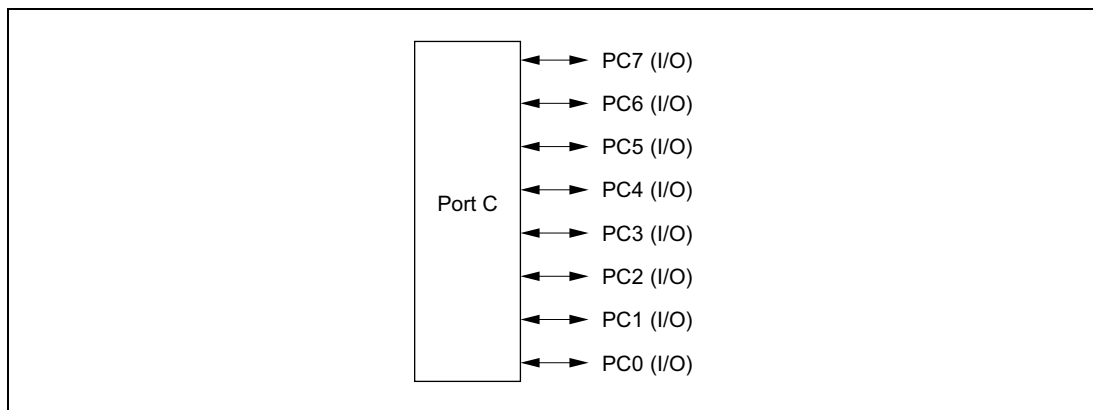 PC7 (I/O)
PC6 (I/O)
PC5 (I/O)
PC4 (I/O)
Port C
PC3 (I/O)
PC2 (I/O)
PC1 (I/O)
PC0 (I/O)